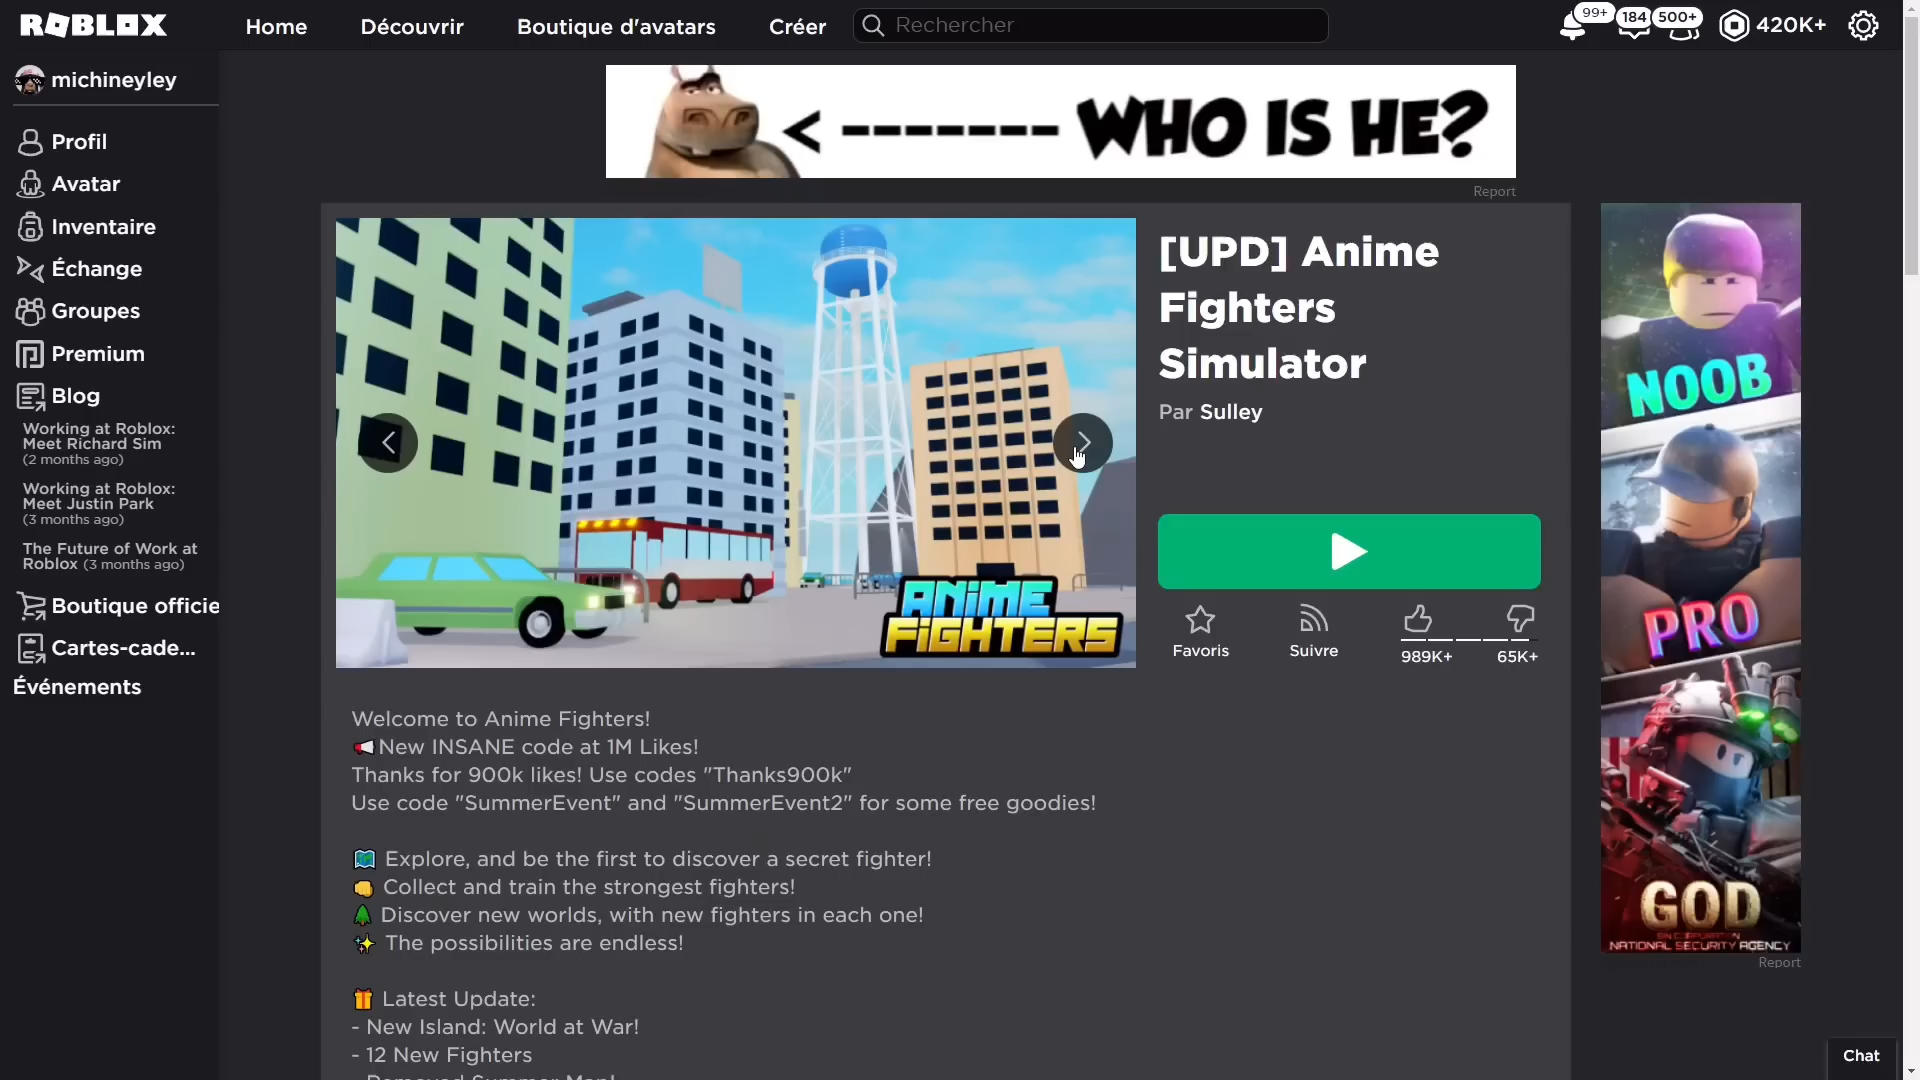 ROBLOX
Home
Découvrir
Boutique d'avatars
Créer
Rechercher
99+
184
500+
420K+
michineyley
Profil
Avatar
Inventaire
Échange
Groupes
Premium
Blog
Working at Roblox:
Meet Richard Sim
(2 months ago)
Working at Roblox:
Meet Justin Park
(3 months ago)
The Future of Work at
Roblox (3 months ago)
Boutique officie
Cartes-cade...
Événements
< ------- WHO IS HE?
Report
ANIME
FIGHTERS
[UPD] Anime
Fighters
Simulator
Par Sulley
Favoris
Suivre
989K+
65K+
Welcome to Anime Fighters!
📢New INSANE code at 1M Likes!
Thanks for 900k likes! Use codes "Thanks900k"
Use code "SummerEvent" and "SummerEvent2" for some free goodies!
🗺️ Explore, and be the first to discover a secret fighter!
👊 Collect and train the strongest fighters!
🌲 Discover new worlds, with new fighters in each one!
✨ The possibilities are endless!
🎁 Latest Update:
- New Island: World at War!
- 12 New Fighters
- Removed Summer Map!
NOOB
PRO
GOD
NATIONAL SECURITY AGENCY
Report
Chat